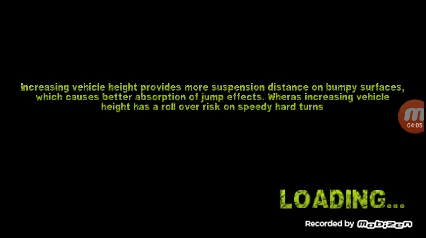 Increasing vehicle height provides more suspension distance on bumpy surfaces,
which causes better absorption of jump effects. Wheras increasing vehicle
height has a roll over risk on speedy hard turns
04:05
LOADING...
Recorded by Mobizen